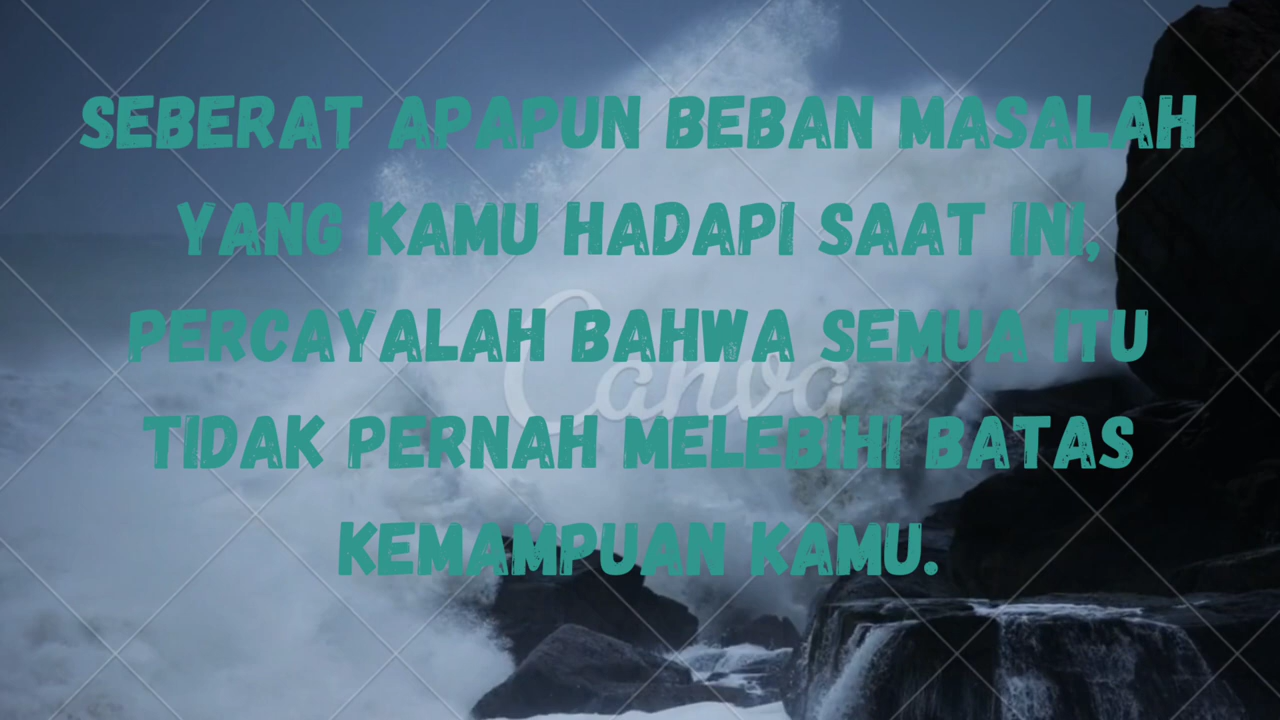 SEBERAT APAPUN BEBAN MASALAH
YANG KAMU HADAPI SAAT INI,
PERCAYALAH BAHWA SEMUA ITU
Canva
TIDAK PERNAH MELEBIHI BATAS
KEMAMPUAN KAMU.